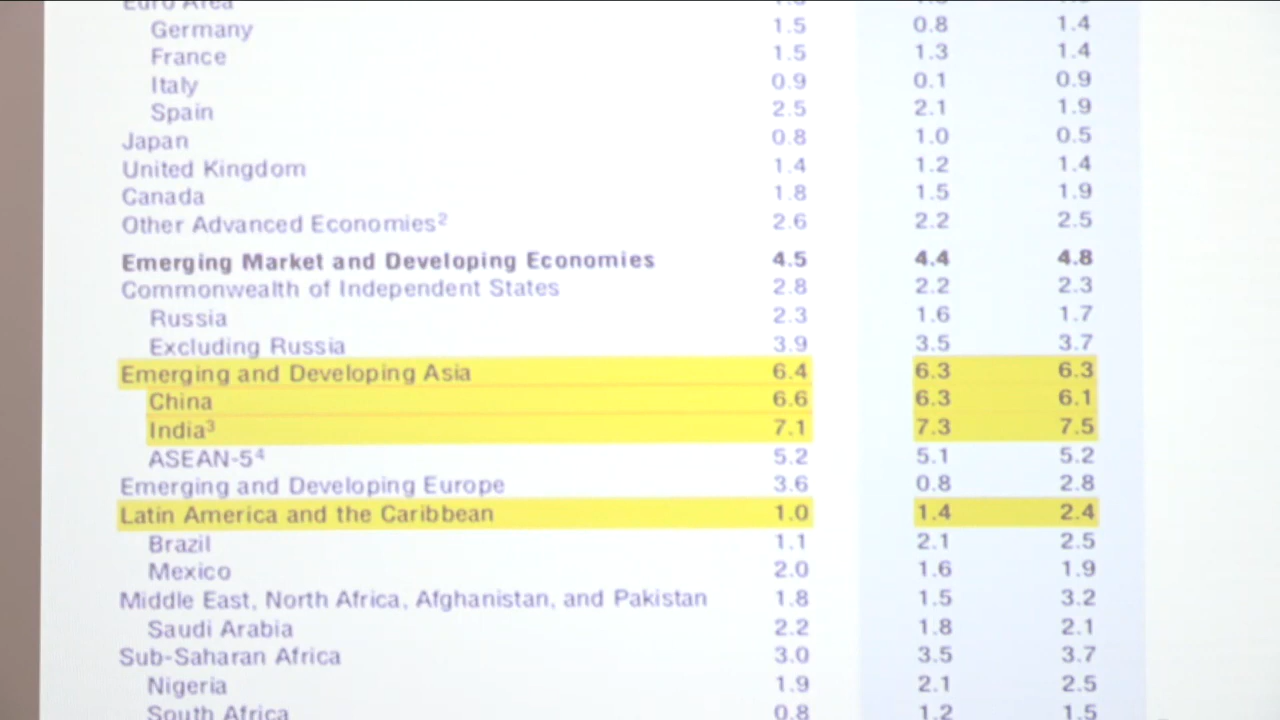 Euro Area
Germany 1.5 0.8 1.4
France 1.5 1.3 1.4
Italy 0.9 0.1 0.9
Spain 2.5 2.1 1.9
Japan 0.8 1.0 0.5
United Kingdom 1.4 1.2 1.4
Canada 1.8 1.5 1.9
Other Advanced Economies² 2.6 2.2 2.5
Emerging Market and Developing Economies 4.5 4.4 4.8
Commonwealth of Independent States 2.8 2.2 2.3
Russia 2.3 1.6 1.7
Excluding Russia 3.9 3.5 3.7
Emerging and Developing Asia 6.4 6.3 6.3
China 6.6 6.3 6.1
India³ 7.1 7.3 7.5
ASEAN-5⁴ 5.2 5.1 5.2
Emerging and Developing Europe 3.6 0.8 2.8
Latin America and the Caribbean 1.0 1.4 2.4
Brazil 1.1 2.1 2.5
Mexico 2.0 1.6 1.9
Middle East, North Africa, Afghanistan, and Pakistan 1.8 1.5 3.2
Saudi Arabia 2.2 1.8 2.1
Sub-Saharan Africa 3.0 3.5 3.7
Nigeria 1.9 2.1 2.5
South Africa 0.8 1.2 1.5